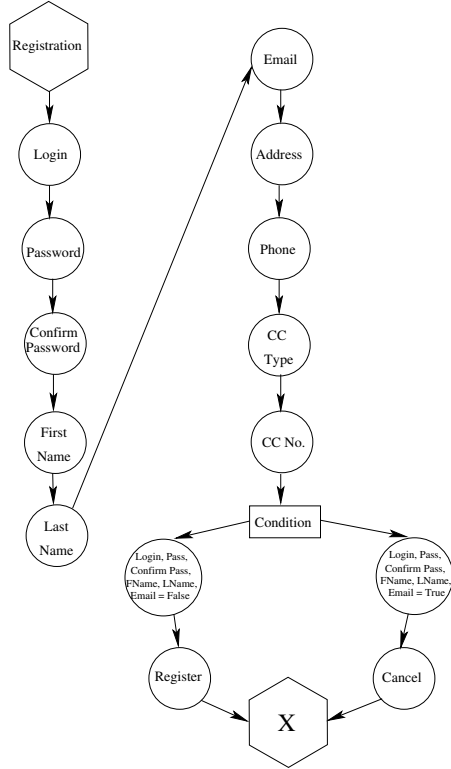 Registration
Login
Password
Confirm
Password
First
Name
Last
Name
Email
Address
Phone
CC
Type
CC No.
Condition
Login, Pass,
Confirm Pass,
FName, LName,
Email = False
Login, Pass,
Confirm Pass,
FName, LName,
Email = True
Register
Cancel
X